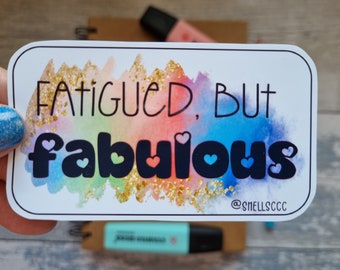 FATIGUED, BUT
fabulous
@SMELLSCCC